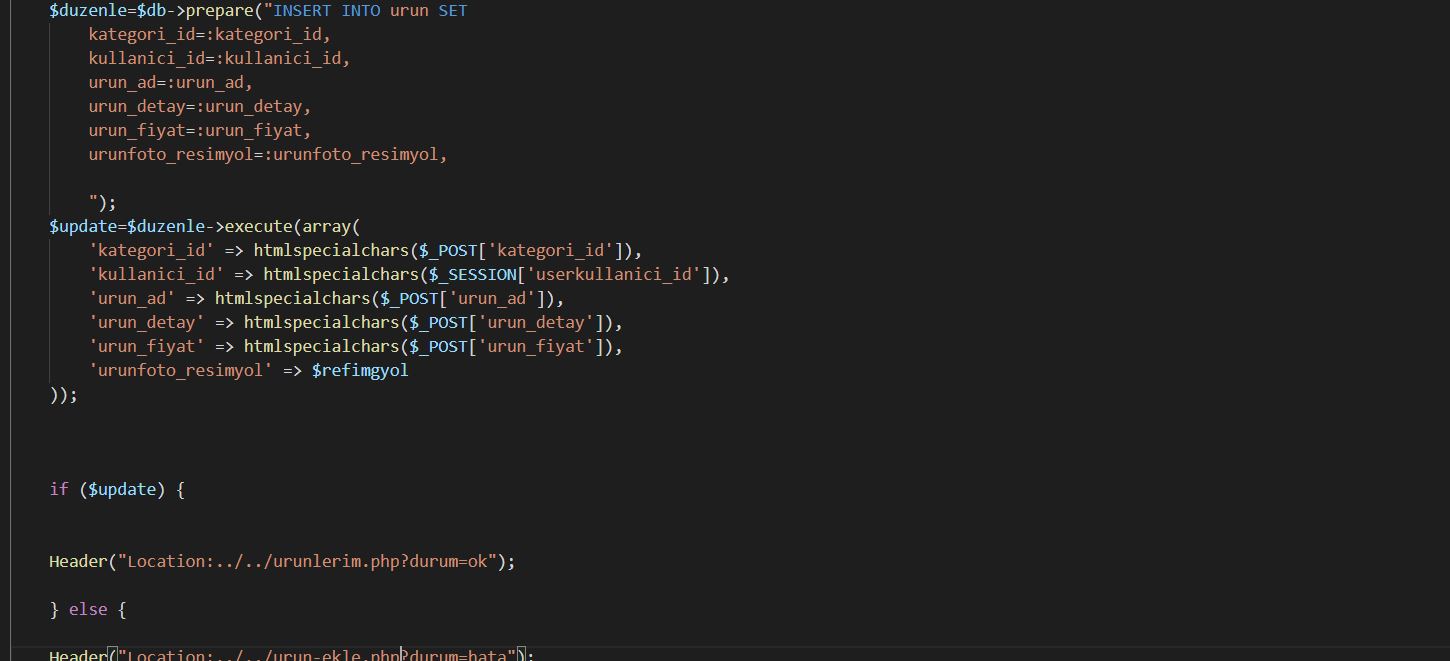 $duzenle=$db->prepare("INSERT INTO urun SET
kategori_id=:kategori_id,
kullanici_id=:kullanici_id,
urun_ad=:urun_ad,
urun_detay=:urun_detay,
urun_fiyat=:urun_fiyat,
urunfoto_resimyol=:urunfoto_resimyol,
");
$update=$duzenle->execute(array(
'kategori_id' => htmlspecialchars($_POST['kategori_id']),
'kullanici_id' => htmlspecialchars($_SESSION['userkullanici_id']),
'urun_ad' => htmlspecialchars($_POST['urun_ad']),
'urun_detay' => htmlspecialchars($_POST['urun_detay']),
'urun_fiyat' => htmlspecialchars($_POST['urun_fiyat']),
'urunfoto_resimyol' => $refimgyol
));
if ($update) {
Header("Location:../../urunlerim.php?durum=ok");
} else {
Header("Location:../../urun-ekle.php?durum=hata");